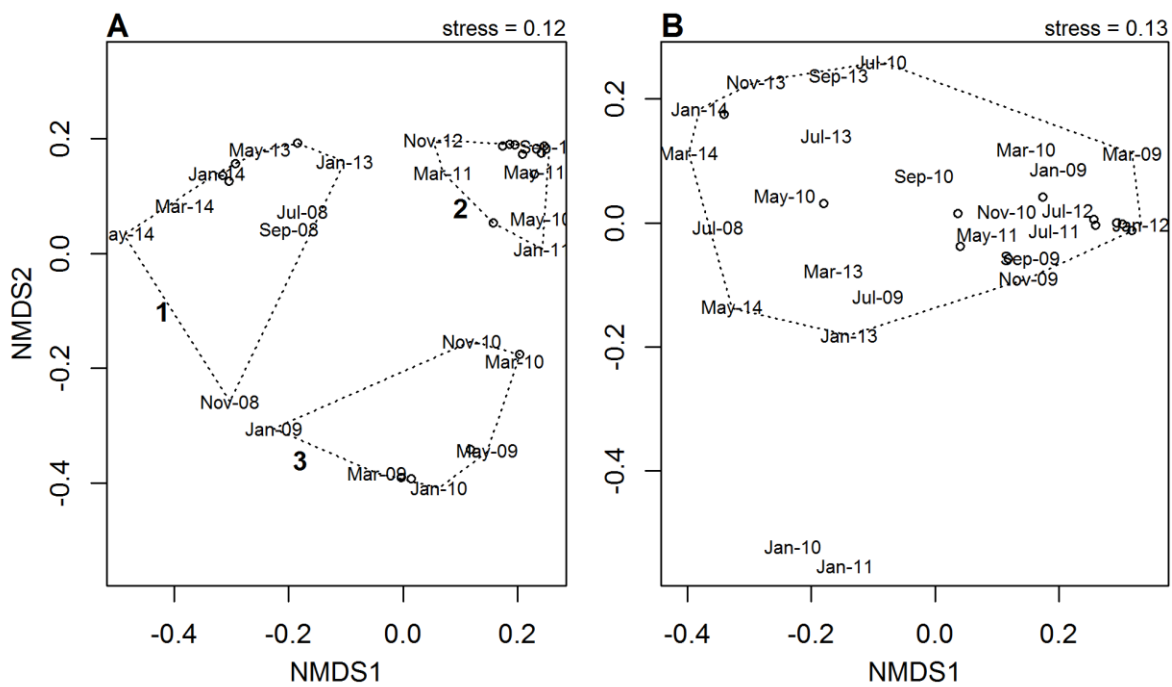 A
stress = 0.12
B
stress = 0.13
NMDS2
0.2
0.0
-0.2
-0.4
-0.4
-0.2
0.0
0.2
NMDS1
Nov-12
May-13
Jan-13
Jan-14
Mar-11
May-11
Mar-14
Jul-08
2
May-10
Sep-08
Jan-11
1
Nov-10
Mar-10
Nov-08
Jan-09
3
May-09
Mar-09
Jan-10
0.2
0.0
-0.2
-0.4
-0.4
-0.2
0.0
0.2
NMDS1
Jul-10
Nov-13
Sep-13
Jan-14
Jul-13
Mar-14
Mar-10
Mar-09
Jan-09
Sep-10
May-10
Nov-10
Jul-12
Jul-08
May-11
Jul-11
Jan-12
Sep-09
Mar-13
Nov-09
Jul-09
May-14
Jan-13
Jan-10
Jan-11